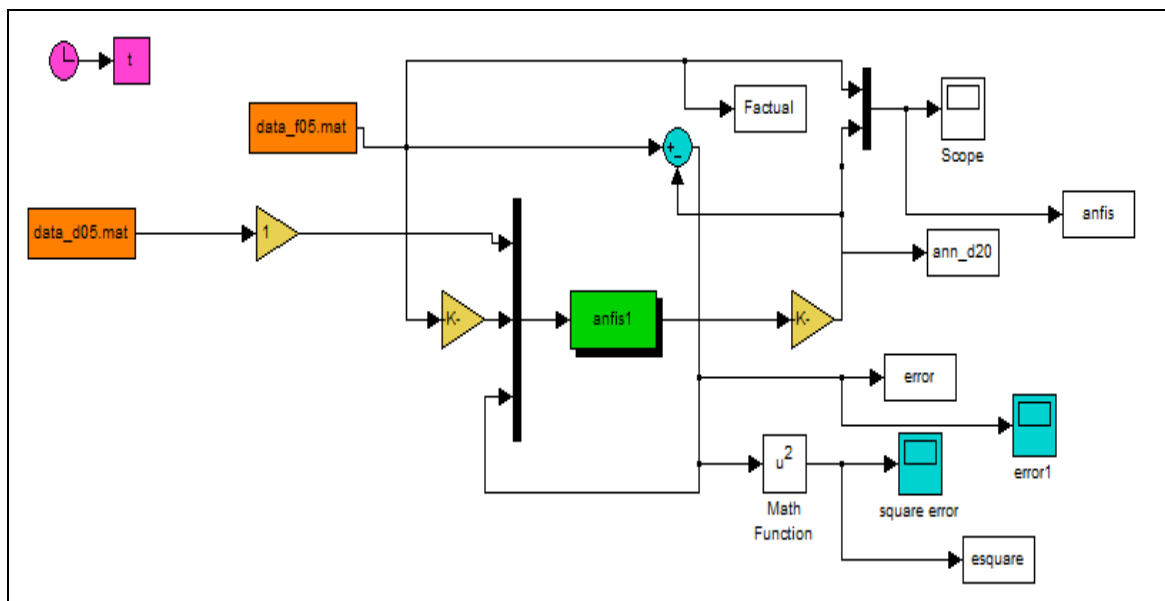 t
data_f05.mat
Factual
+
-
Scope
anfis
data_d05.mat
1
ann_d20
K-
anfis1
K-
error
error1
u2
square error
Math
Function
esquare